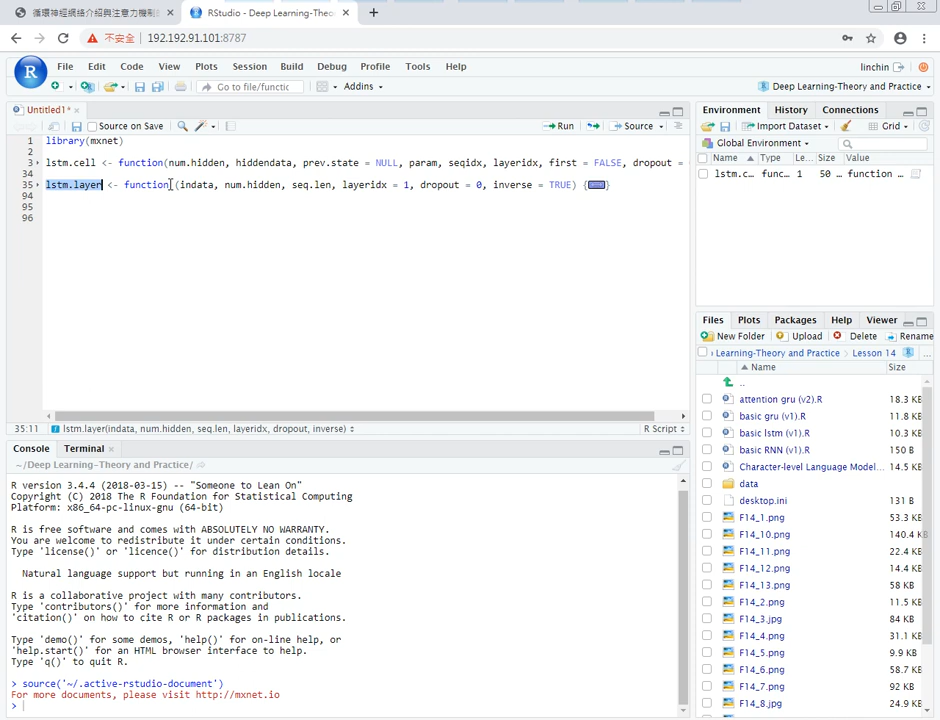 循環神經網絡介紹與注意力機制
RStudio - Deep Learning-Theo
不安全
192.192.91.101:8787
File Edit Code View Plots Session Build Debug Profile Tools Help
linchin
Go to file/functic
Addins
Deep Learning-Theory and Practice
Untitled1*
Source on Save
Run
Source
1 library(mxnet)
2
3 lstm.cell <- function(num.hidden, hiddendata, prev.state = NULL, param, seqidx, layeridx, first = FALSE, dropout =
34
35 lstm.layer <- function (indata, num.hidden, seq.len, layeridx = 1, dropout = 0, inverse = TRUE) {
94
95
96
35:11 lstm.layer(indata, num.hidden, seq.len, layeridx, dropout, inverse)
R Script
Console Terminal
~/Deep Learning-Theory and Practice/
R version 3.4.4 (2018-03-15) -- "Someone to Lean On"
Copyright (C) 2018 The R Foundation for Statistical Computing
Platform: x86_64-pc-linux-gnu (64-bit)
R is free software and comes with ABSOLUTELY NO WARRANTY.
You are welcome to redistribute it under certain conditions.
Type 'license()' or 'licence()' for distribution details.
Natural language support but running in an English locale
R is a collaborative project with many contributors.
Type 'contributors()' for more information and
'citation()' on how to cite R or R packages in publications.
Type 'demo()' for some demos, 'help()' for on-line help, or
'help.start()' for an HTML browser interface to help.
Type 'q()' to quit R.
> source('~/.active-rstudio-document')
For more documents, please visit http://mxnet.io
>
Environment History Connections
Import Dataset
Grid
Global Environment
Name Type Le... Size Value
lstm.c... func... 1 50 ... function ...
Files Plots Packages Help Viewer
New Folder Upload Delete Rename
Learning-Theory and Practice Lesson 14 ...
Name Size
..
attention gru (v2).R 18.3 KB
basic gru (v1).R 11.8 KB
basic lstm (v1).R 10.3 KB
basic RNN (v1).R 150 B
Character-level Language Model... 14.5 KB
data
desktop.ini 131 B
F14_1.png 53.3 KB
F14_10.png 140.4 KB
F14_11.png 22.4 KB
F14_12.png 14.4 KB
F14_13.png 58 KB
F14_2.png 11.5 KB
F14_3.jpg 84 KB
F14_4.png 31.1 KB
F14_5.png 9.9 KB
F14_6.png 58.7 KB
F14_7.png 92 KB
F14_8.jpg 24.9 KB